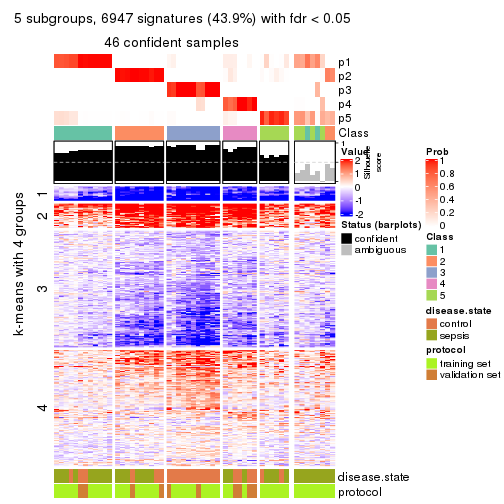 5 subgroups, 6947 signatures (43.9%) with fdr < 0.05
46 confident samples
p1
p2
p3
p4
p5
Class
1
Silhouette
score
k-means with 4 groups
1
2
3
4
disease.state
protocol
Value
2
1
0
-1
-2
Status (barplots)
confident
ambiguous
Prob
1
0.8
0.6
0.4
0.2
0
Class
1
2
3
4
5
disease.state
control
sepsis
protocol
training set
validation set